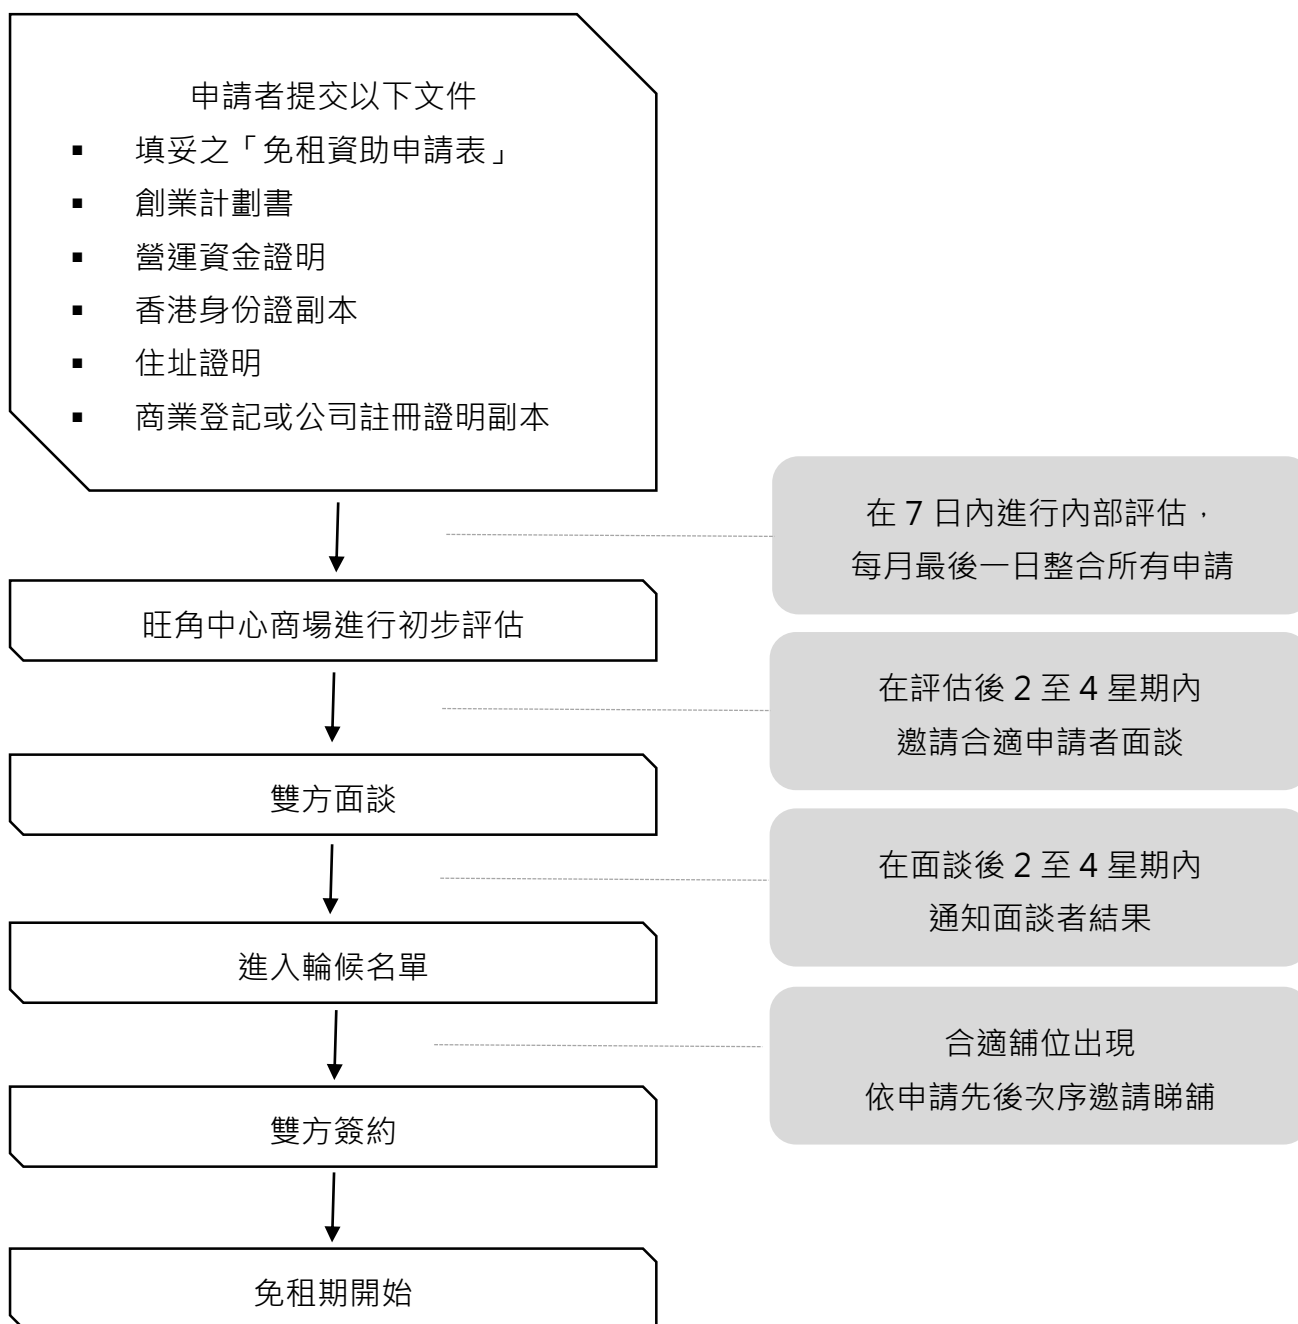 申請者提交以下文件
▪ 填妥之「免租資助申請表」
▪ 創業計劃書
▪ 營運資金證明
▪ 香港身份證副本
▪ 住址證明
▪ 商業登記或公司註冊證明副本
在 7 日內進行內部評估，
每月最後一日整合所有申請
旺角中心商場進行初步評估
在評估後 2 至 4 星期內
邀請合適申請者面談
雙方面談
在面談後 2 至 4 星期內
通知面談者結果
進入輪候名單
合適舖位出現
依申請先後次序邀請睇舖
雙方簽約
免租期開始